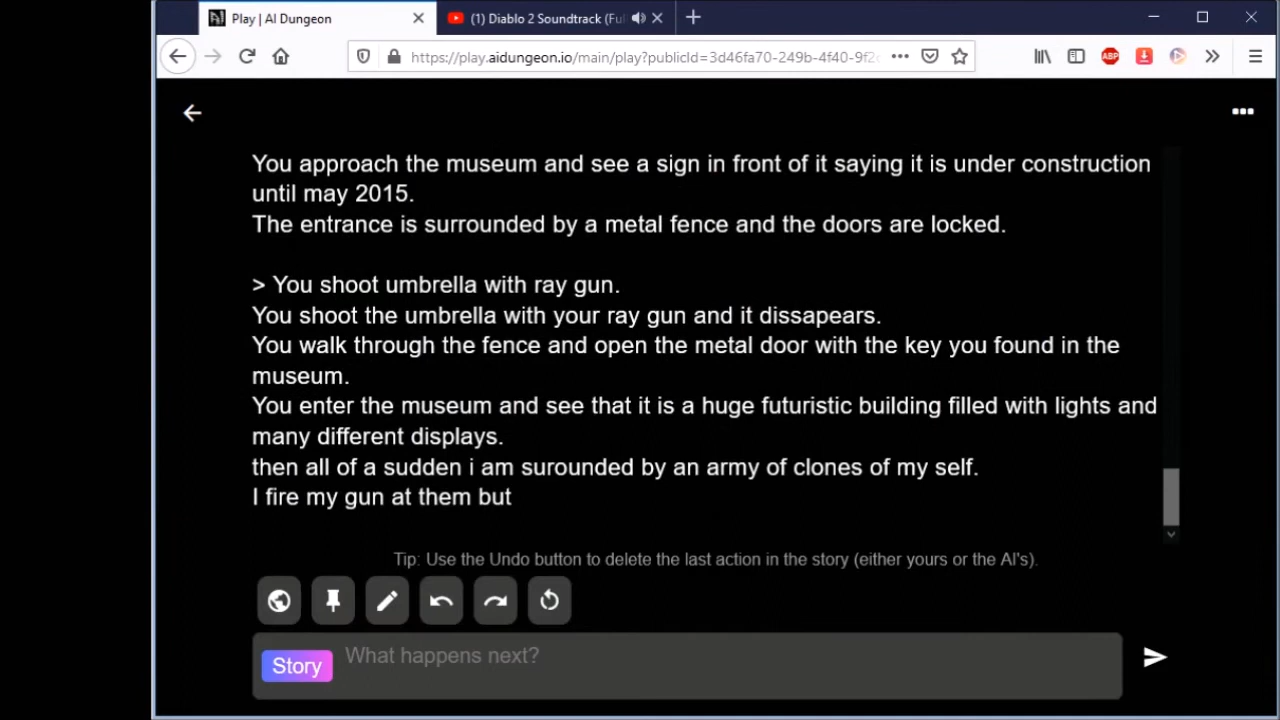 Play | AI Dungeon
(1) Diablo 2 Soundtrack (Ful
https://play.aidungeon.io/main/play?publicId=3d46fa70-249b-4f40-9f2
ABP
You approach the museum and see a sign in front of it saying it is under construction
until may 2015.
The entrance is surrounded by a metal fence and the doors are locked.
> You shoot umbrella with ray gun.
You shoot the umbrella with your ray gun and it dissapears.
You walk through the fence and open the metal door with the key you found in the
museum.
You enter the museum and see that it is a huge futuristic building filled with lights and
many different displays.
then all of a sudden i am surounded by an army of clones of my self.
I fire my gun at them but
Tip: Use the Undo button to delete the last action in the story (either yours or the AI's).
Story What happens next?